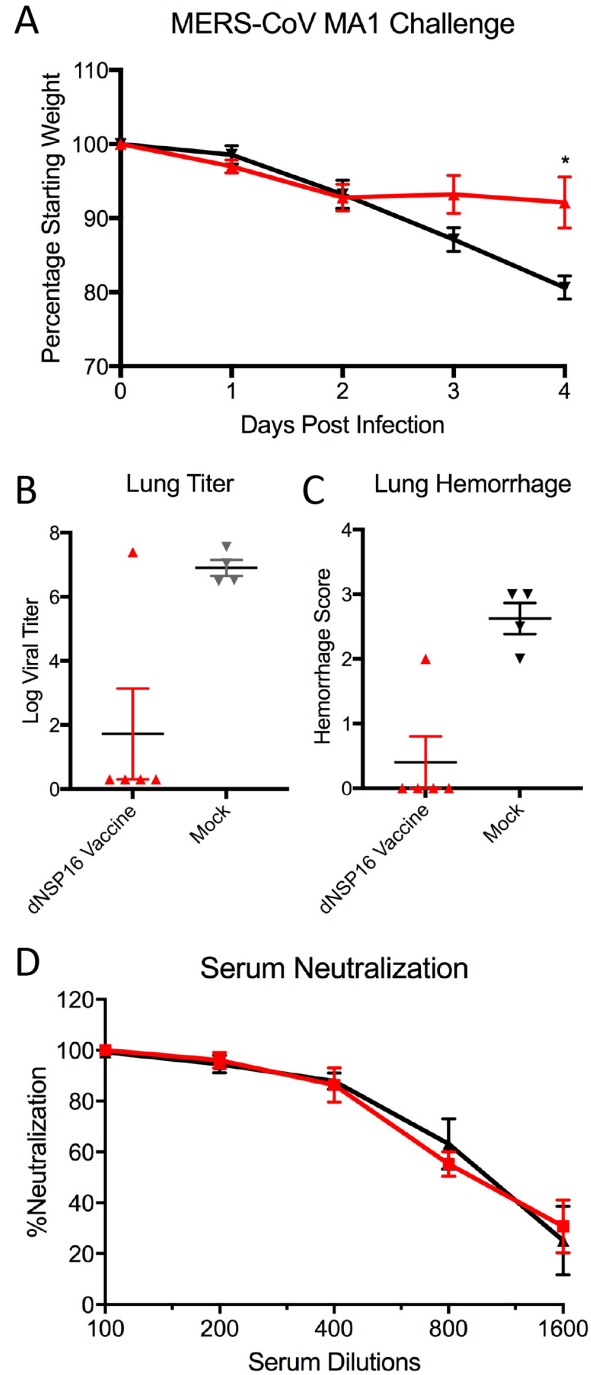 A
MERS-CoV MA1 Challenge
110
100
90
80
70
Percentage Starting Weight
*
0 1 2 3 4
Days Post Infection
B
Lung Titer
8
6
4
2
0
Log Viral Titer
dNSP16 Vaccine
Mock
C
Lung Hemorrhage
4
3
2
1
0
Hemorrhage Score
dNSP16 Vaccine
Mock
D
Serum Neutralization
120
100
80
60
40
20
0
%Neutralization
100 200 400 800 1600
Serum Dilutions